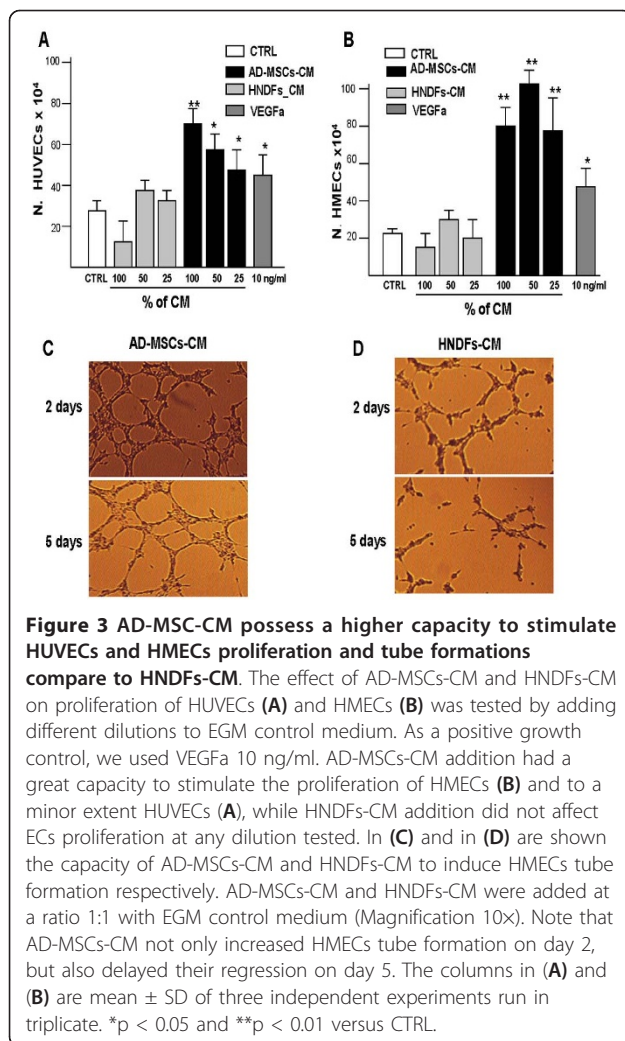 A
CTRL
AD-MSCs-CM
HNDFs_CM
VEGFa
N. HUVECs x 10⁴
100
80
60
40
20
** * * *
CTRL 100 50 25 100 50 25 10 ng/ml
% of CM
B
CTRL
AD-MSCs-CM
HNDFs-CM
VEGFa
N. HMECs x10⁴
100
80
60
40
20
** ** ** *
CTRL 100 50 25 100 50 25 10 ng/ml
% of CM
C
AD-MSCs-CM
2 days
5 days
D
HNDFs-CM
2 days
5 days
Figure 3 AD-MSC-CM possess a higher capacity to stimulate
HUVECs and HMECs proliferation and tube formations
compare to HNDFs-CM. The effect of AD-MSCs-CM and HNDFs-CM
on proliferation of HUVECs (A) and HMECs (B) was tested by adding
different dilutions to EGM control medium. As a positive growth
control, we used VEGFa 10 ng/ml. AD-MSCs-CM addition had a
great capacity to stimulate the proliferation of HMECs (B) and to a
minor extent HUVECs (A), while HNDFs-CM addition did not affect
ECs proliferation at any dilution tested. In (C) and in (D) are shown
the capacity of AD-MSCs-CM and HNDFs-CM to induce HMECs tube
formation respectively. AD-MSCs-CM and HNDFs-CM were added at
a ratio 1:1 with EGM control medium (Magnification 10×). Note that
AD-MSCs-CM not only increased HMECs tube formation on day 2,
but also delayed their regression on day 5. The columns in (A) and
(B) are mean ± SD of three independent experiments run in
triplicate. *p < 0.05 and **p < 0.01 versus CTRL.